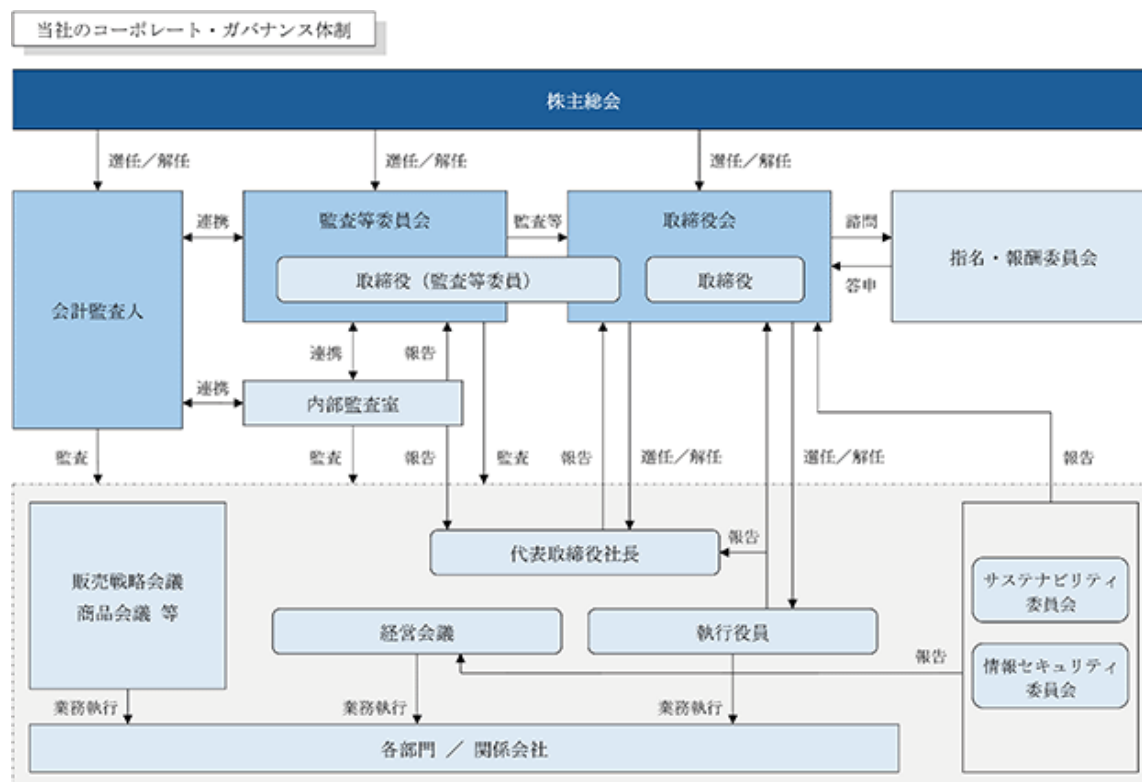 当社のコーポレート・ガバナンス体制
株主総会
選任／解任
選任／解任
選任／解任
会計監査人
連携
監査等委員会
監査等
取締役会
諮問
答申
指名・報酬委員会
取締役（監査等委員）
取締役
連携
報告
連携
内部監査室
監査
監査
報告
監査
報告
選任／解任
選任／解任
報告
販売戦略会議
商品会議 等
代表取締役社長
報告
サステナビリティ
委員会
経営会議
執行役員
報告
情報セキュリティ
委員会
業務執行
業務執行
業務執行
各部門 ／ 関係会社